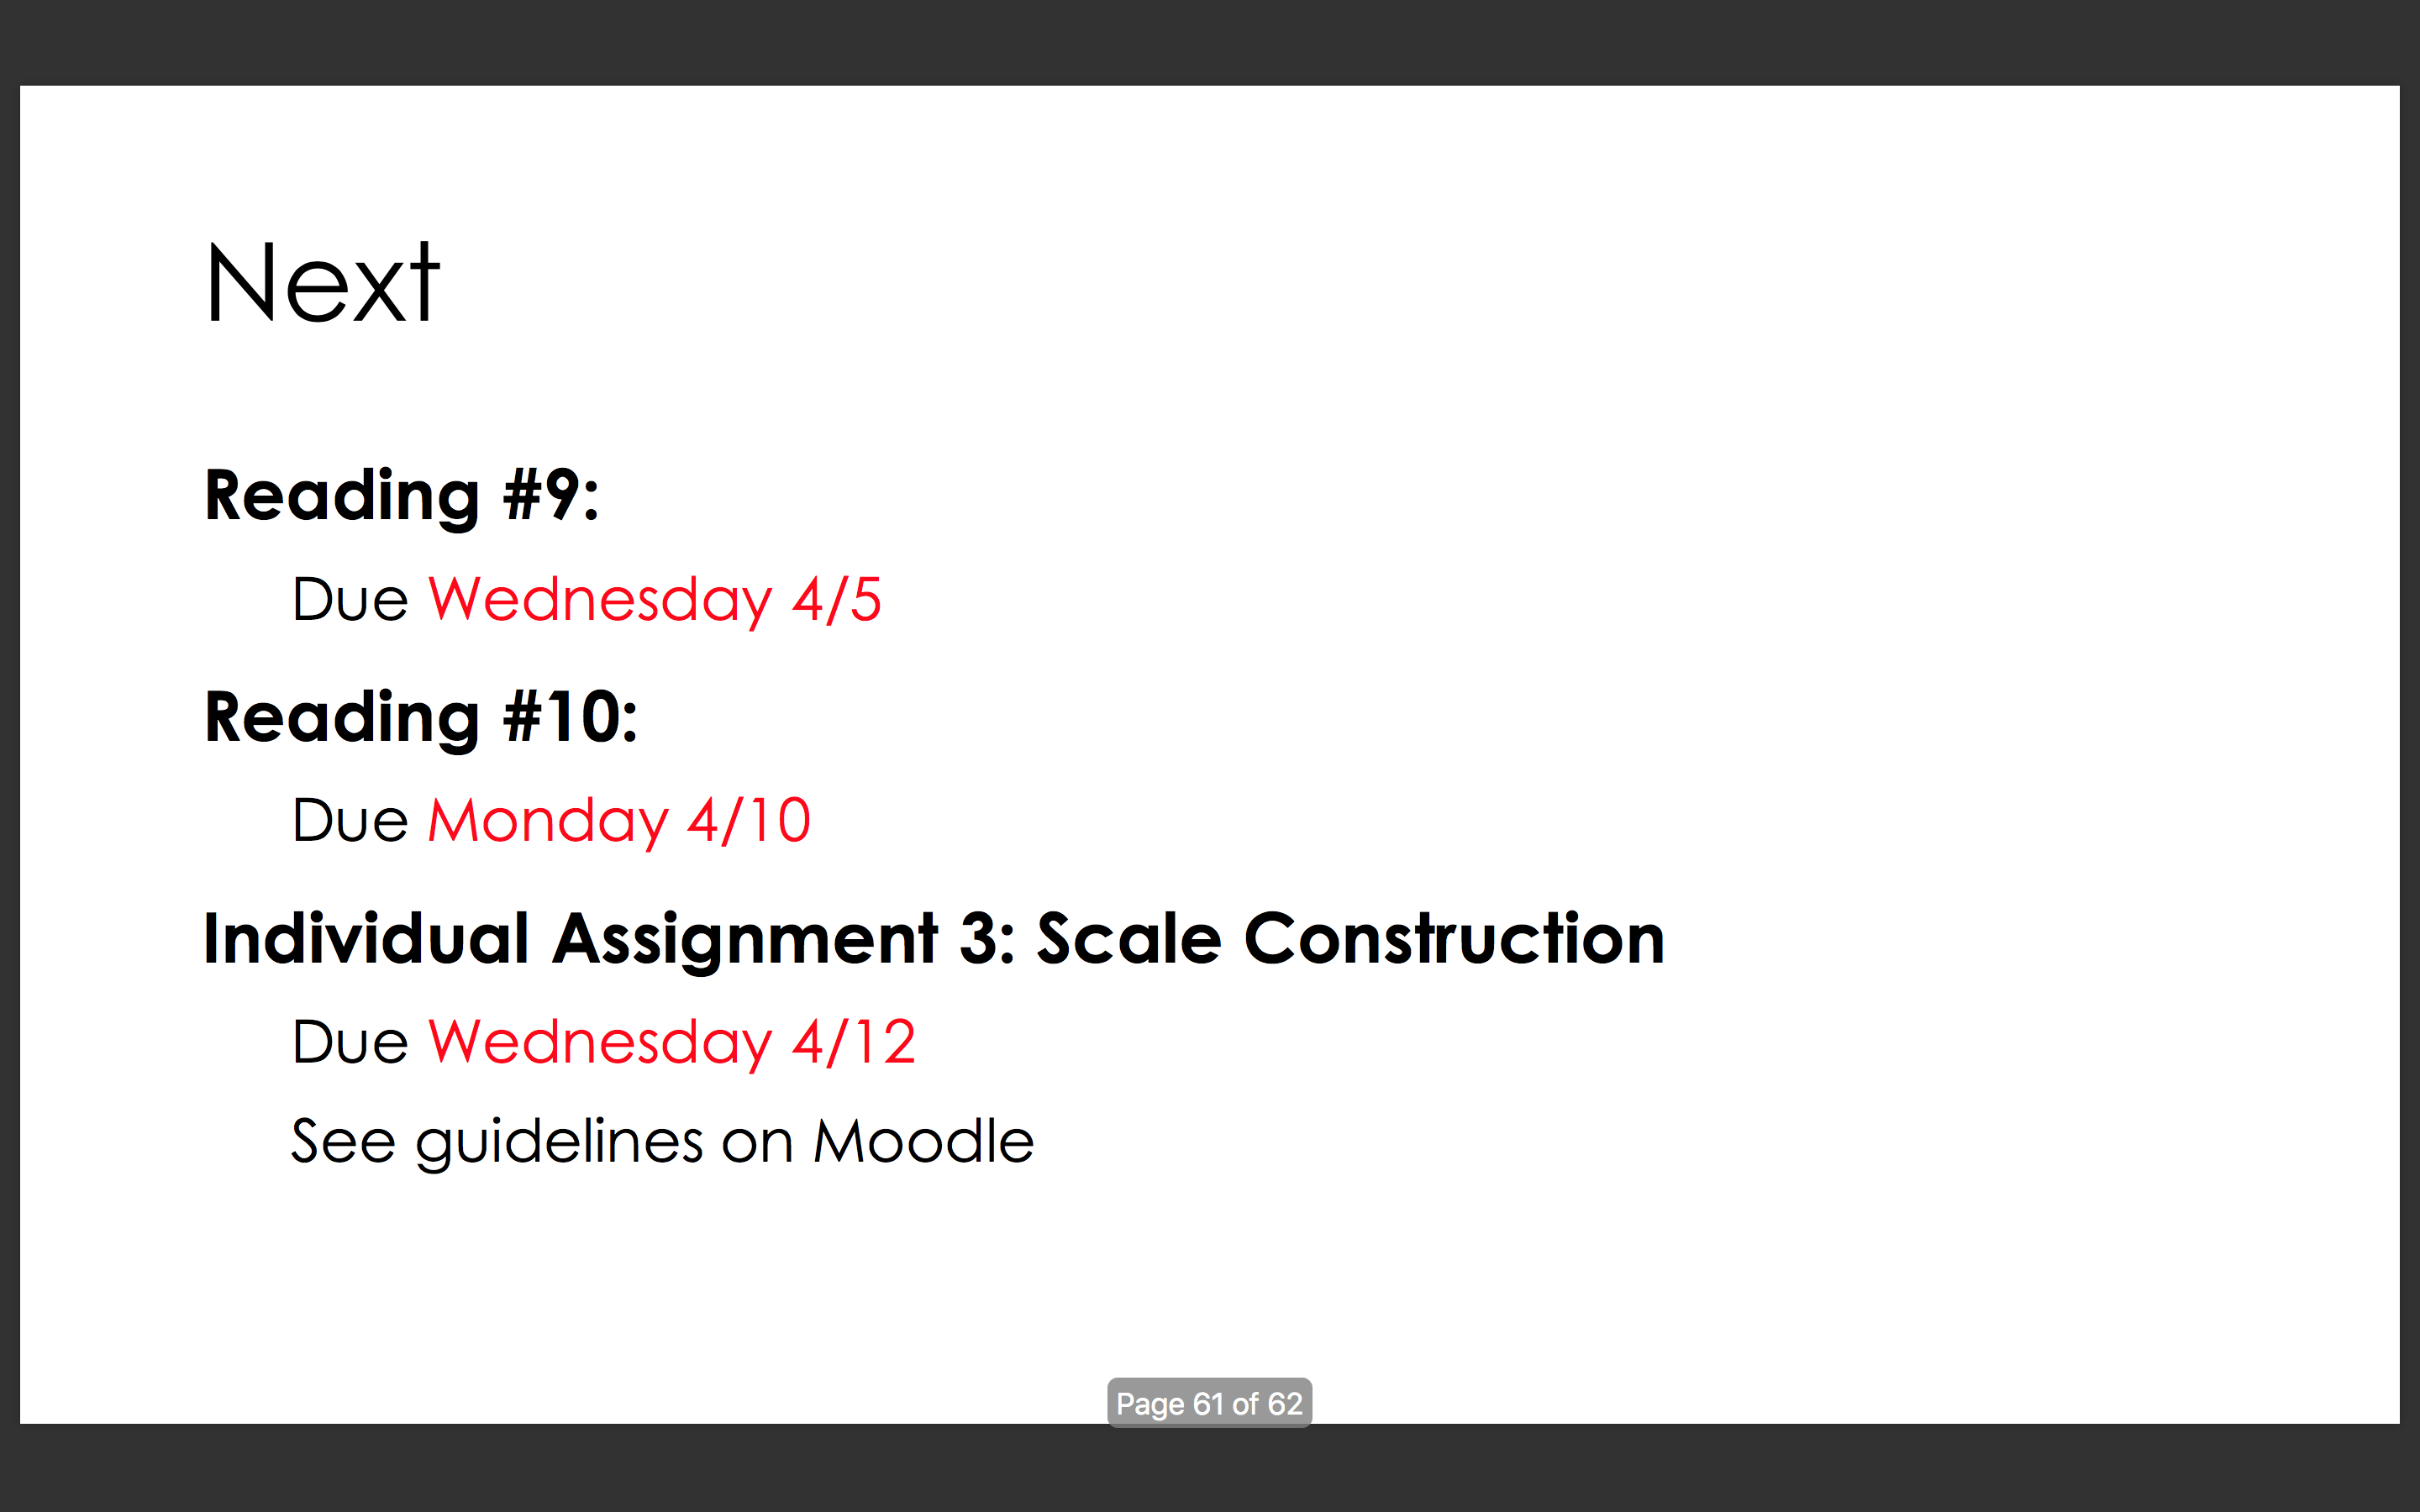 Next
Reading #9:
Due Wednesday 4/5
Reading #10:
Due Monday 4/10
Individual Assignment 3: Scale Construction
Due Wednesday 4/12
See guidelines on Moodle
Page 61 of 62